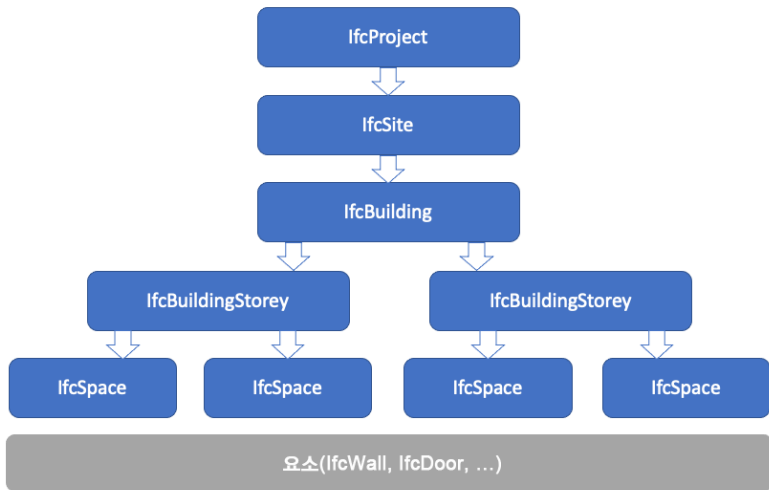 IfcProject
IfcSite
IfcBuilding
IfcBuildingStorey
IfcBuildingStorey
IfcSpace
IfcSpace
IfcSpace
IfcSpace
요소(IfcWall, IfcDoor, ...)